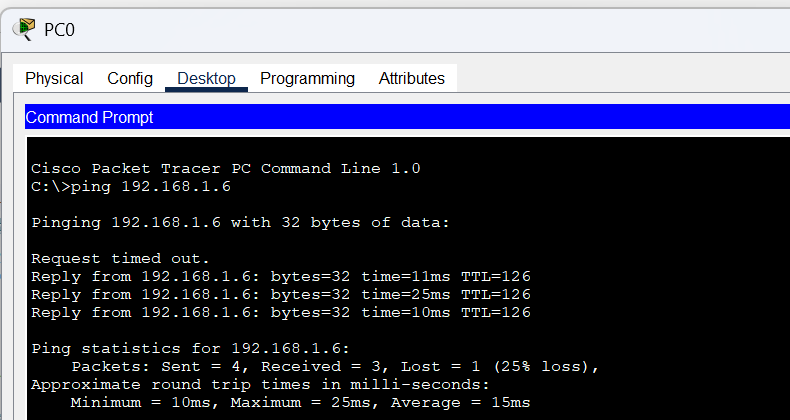 PC0
Physical Config Desktop Programming Attributes
Command Prompt
Cisco Packet Tracer PC Command Line 1.0
C:\>ping 192.168.1.6
Pinging 192.168.1.6 with 32 bytes of data:
Request timed out.
Reply from 192.168.1.6: bytes=32 time=11ms TTL=126
Reply from 192.168.1.6: bytes=32 time=25ms TTL=126
Reply from 192.168.1.6: bytes=32 time=10ms TTL=126
Ping statistics for 192.168.1.6:
Packets: Sent = 4, Received = 3, Lost = 1 (25% loss),
Approximate round trip times in milli-seconds:
Minimum = 10ms, Maximum = 25ms, Average = 15ms